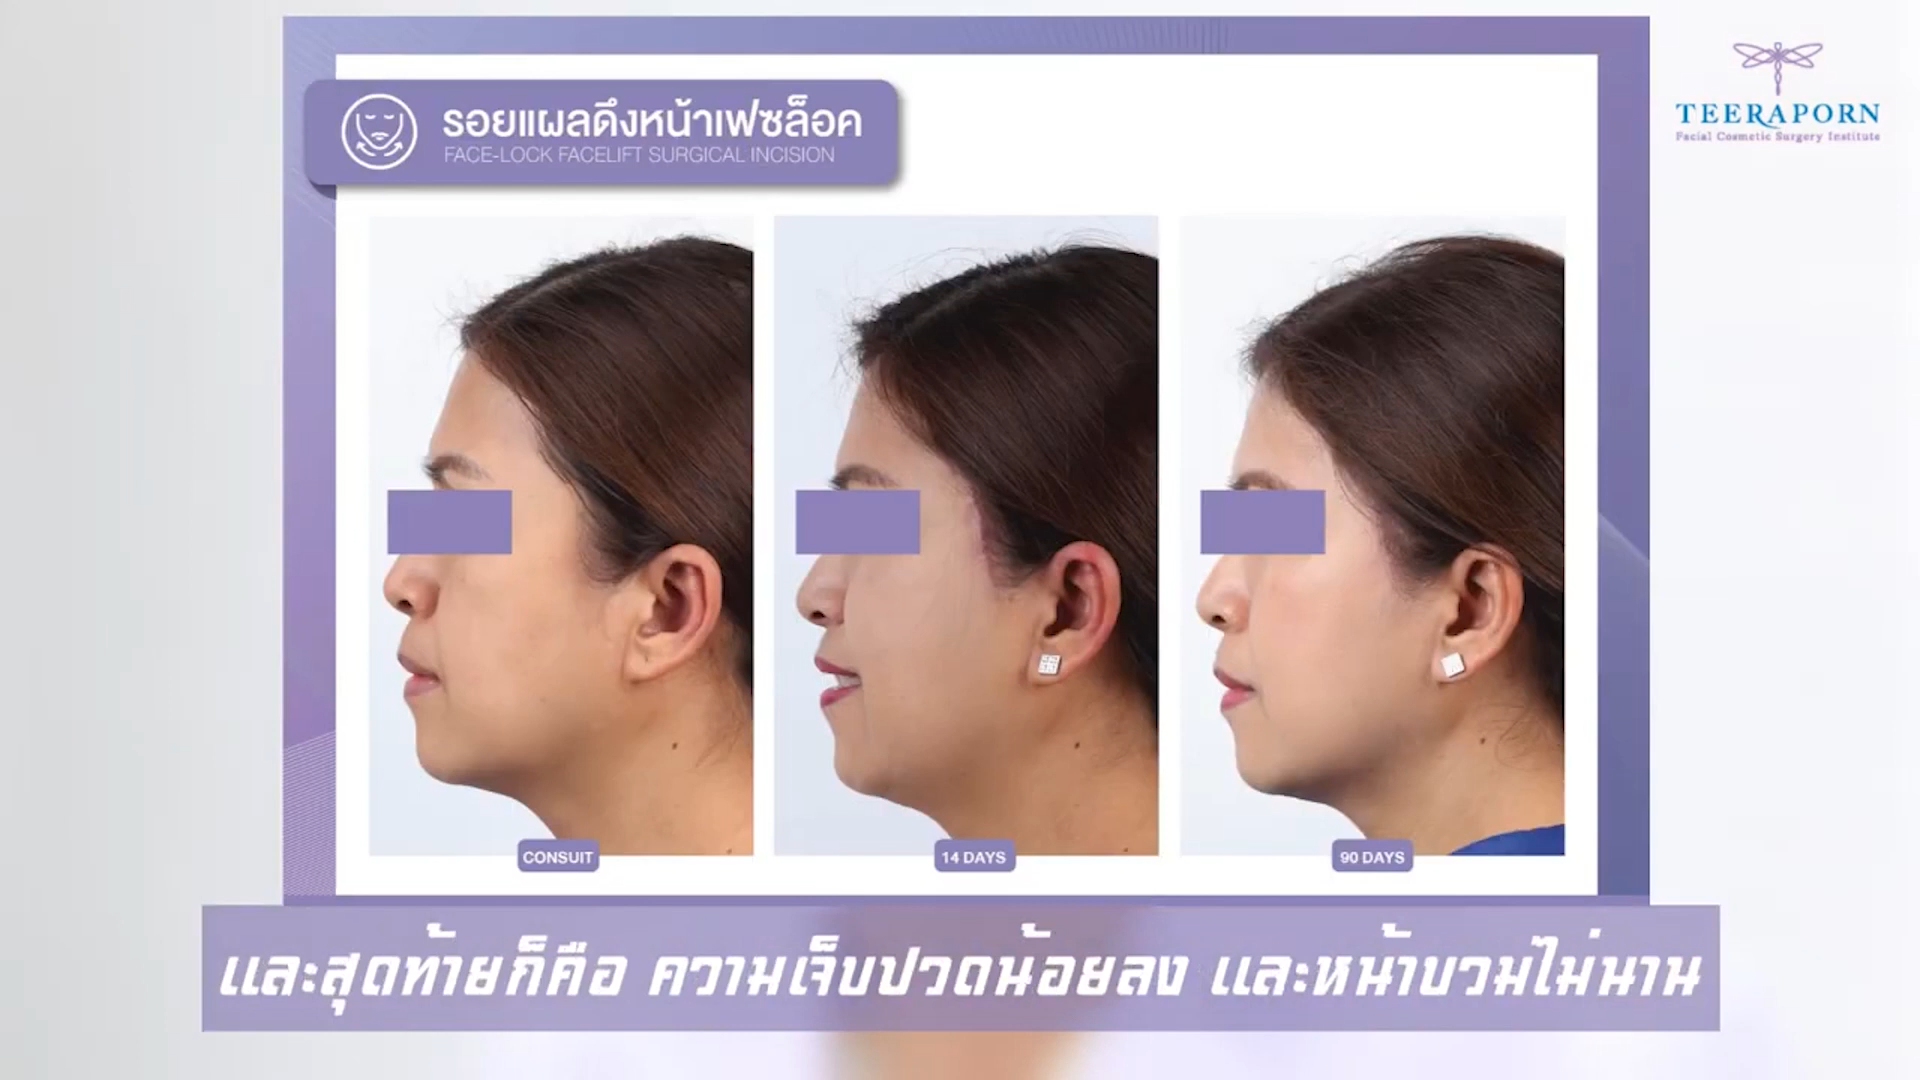 รอยแผลดึงหน้าเฟซล็อค
FACE-LOCK FACELIFT SURGICAL INCISION
TEERAPORN
Facial Cosmetic Surgery Institute
CONSUIT
14 DAYS
90 DAYS
และสุดท้ายก็คือ ความเจ็บปวดน้อยลง และหน้าบวมไม่นาน